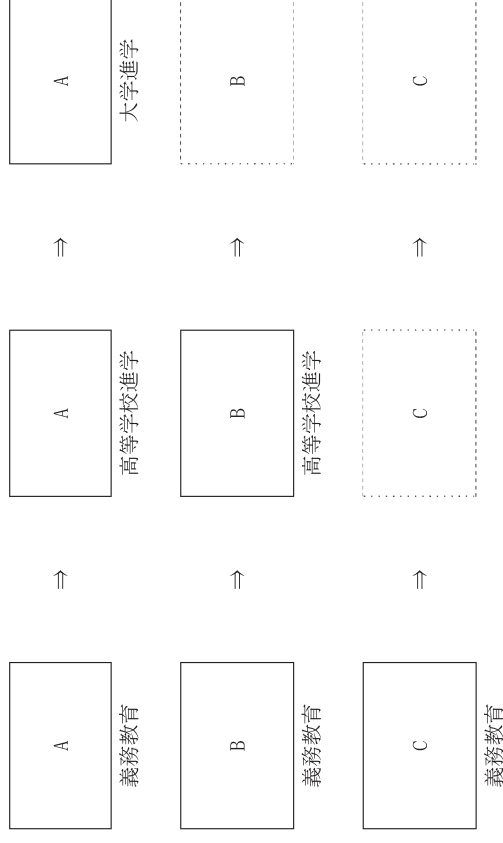 A ⇒ A ⇒ A
義務教育 高等学校進学 大学進学
B ⇒ B ⇒ B
義務教育 高等学校進学
C ⇒ C ⇒ C
義務教育